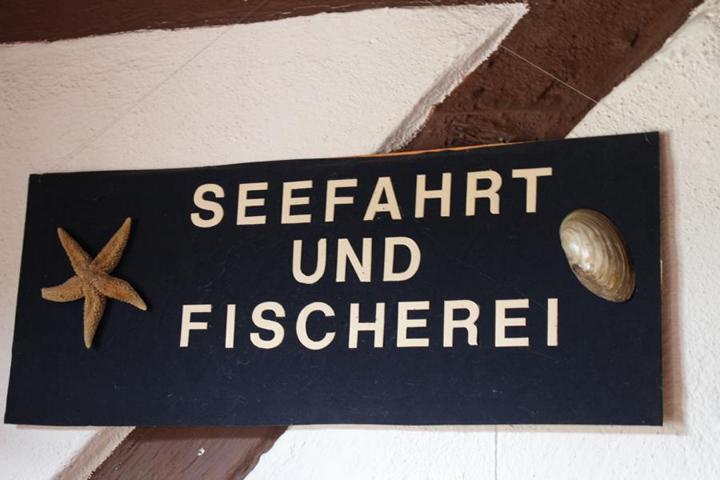 SEEFAHRT
UND
FISCHEREI